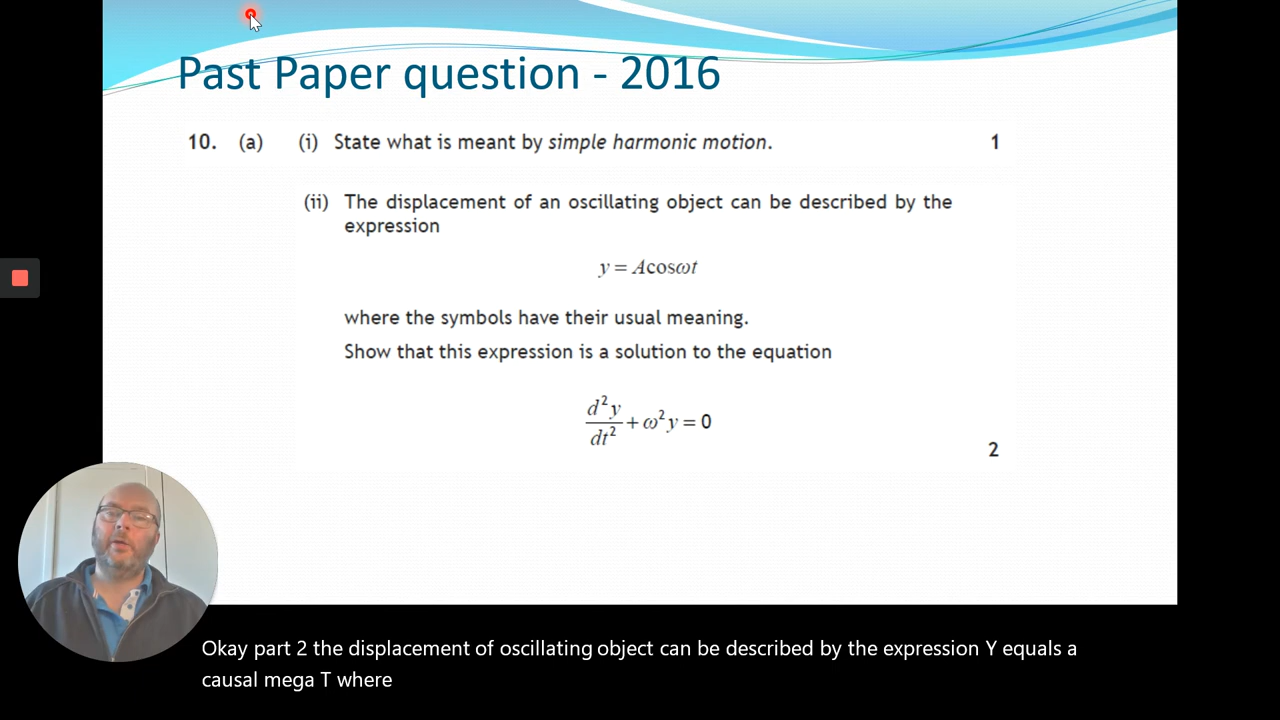 Past Paper question - 2016
10. (a) (i) State what is meant by simple harmonic motion. 1
(ii) The displacement of an oscillating object can be described by the
expression
y = Acosωt
where the symbols have their usual meaning.
Show that this expression is a solution to the equation
d²y/dt² + ω²y = 0
2
Okay part 2 the displacement of oscillating object can be described by the expression Y equals a
causal mega T where